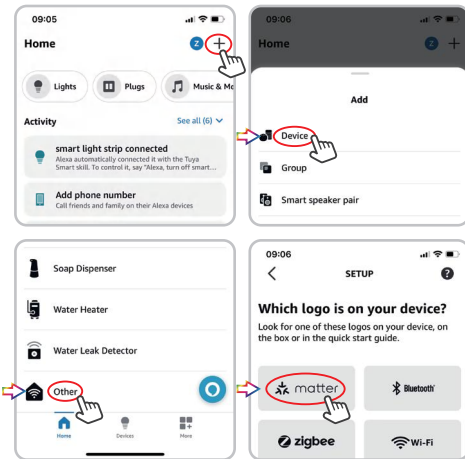 09:05
Home
Z
Lights
Plugs
Music & Mo
Activity
See all (6)
smart light strip connected
Alexa automatically connected it with the Tuya
Smart skill. To control it, say "Alexa, turn off smart...
Add phone number
Call friends and family on their Alexa devices
09:06
Home
Z
Add
Device
Group
Smart speaker pair
Soap Dispenser
Water Heater
Water Leak Detector
Other
Home
Devices
More
09:06
SETUP
?
Which logo is on your device?
Look for one of these logos on your device, on
the box or in the quick start guide.
matter
Bluetooth
zigbee
Wi-Fi